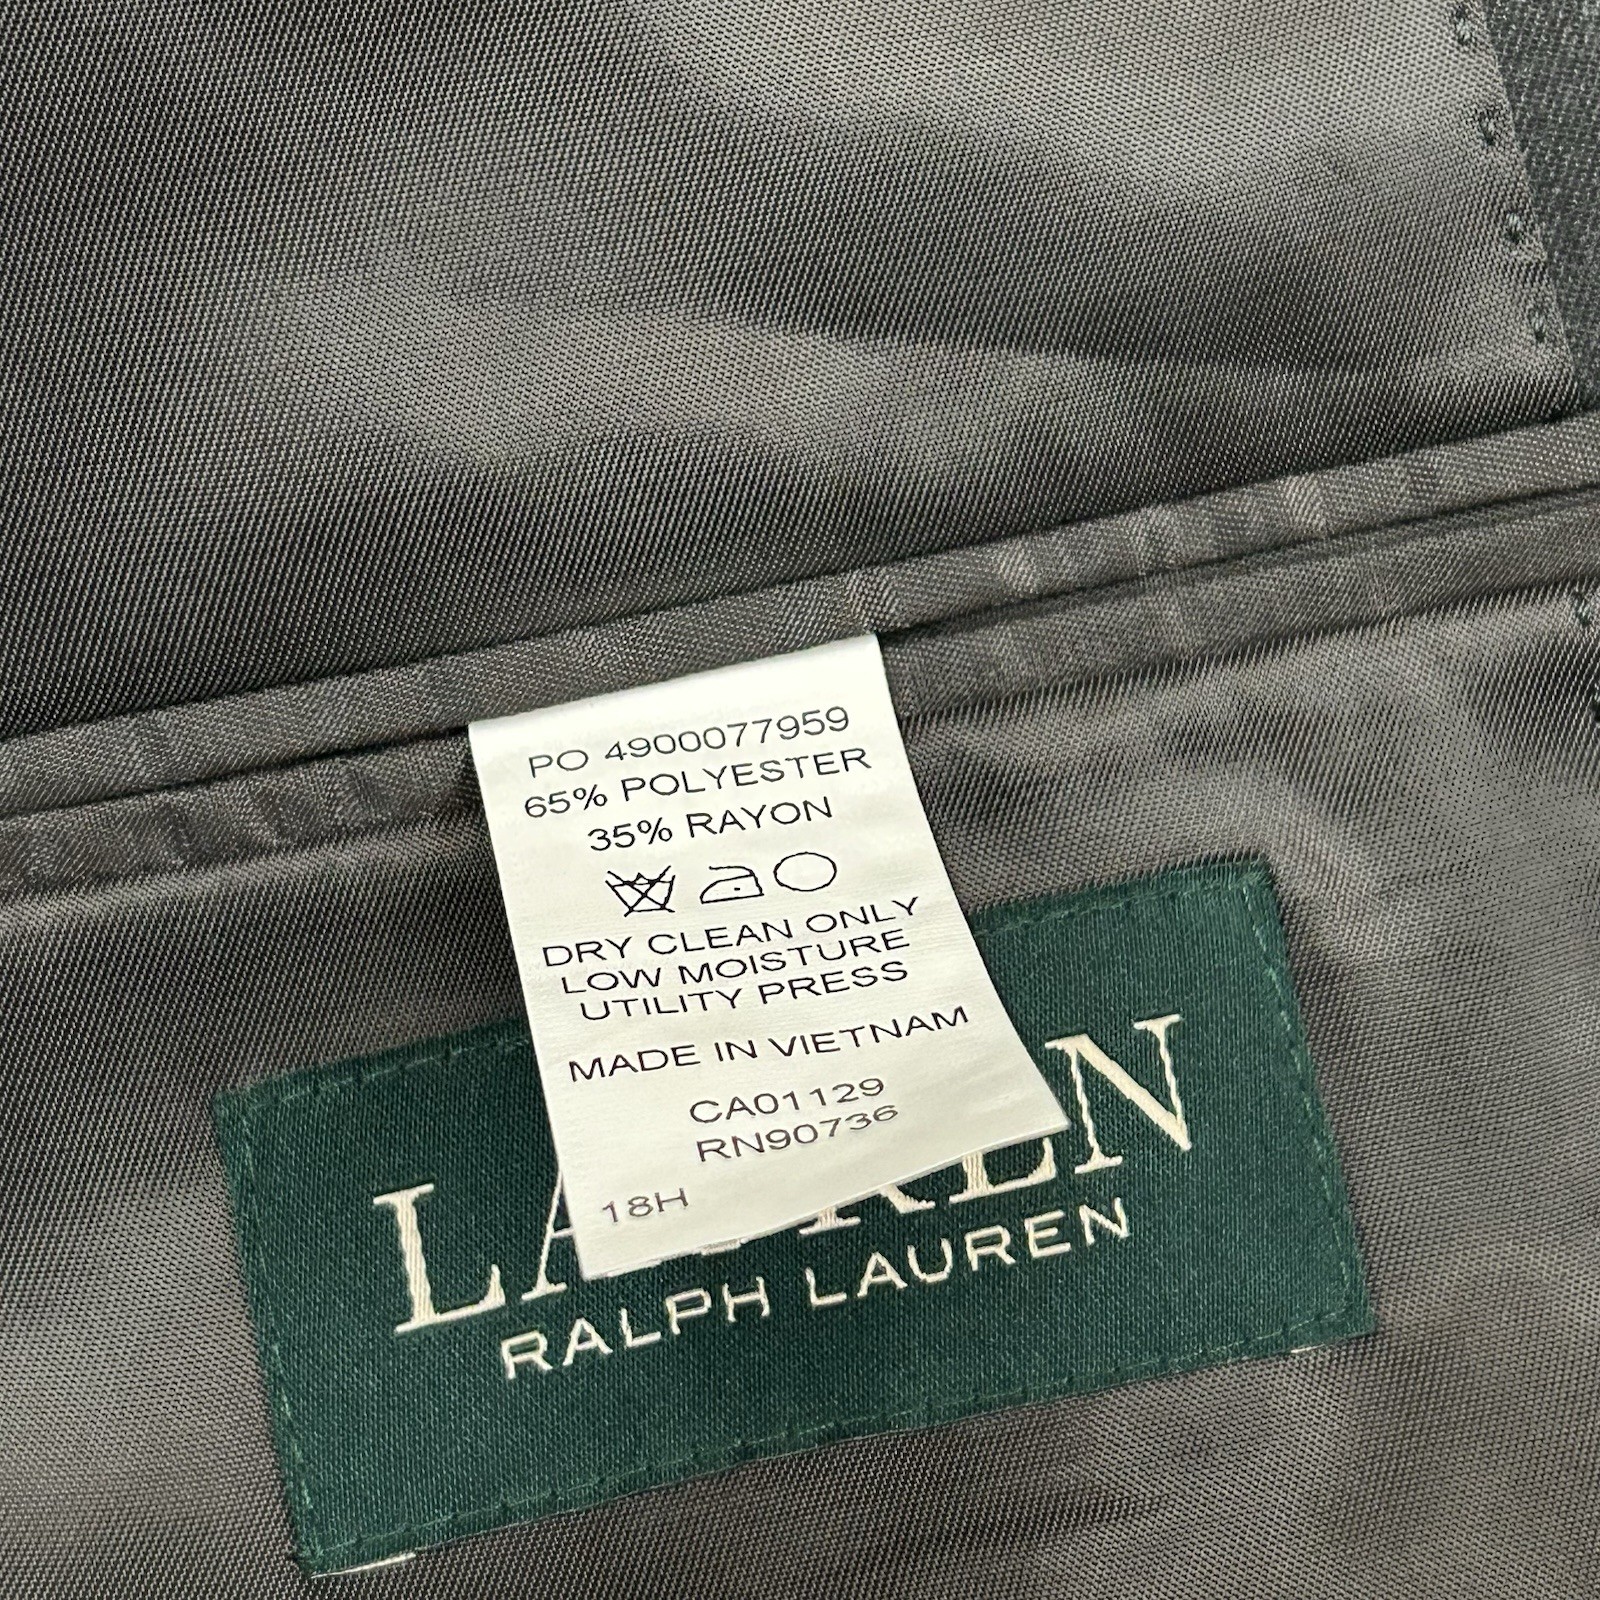 PO 4900077959
65% POLYESTER
35% RAYON
DRY CLEAN ONLY
LOW MOISTURE
UTILITY PRESS
MADE IN VIETNAM
CA01129
RN90736
18H
LAUREN
RALPH LAUREN